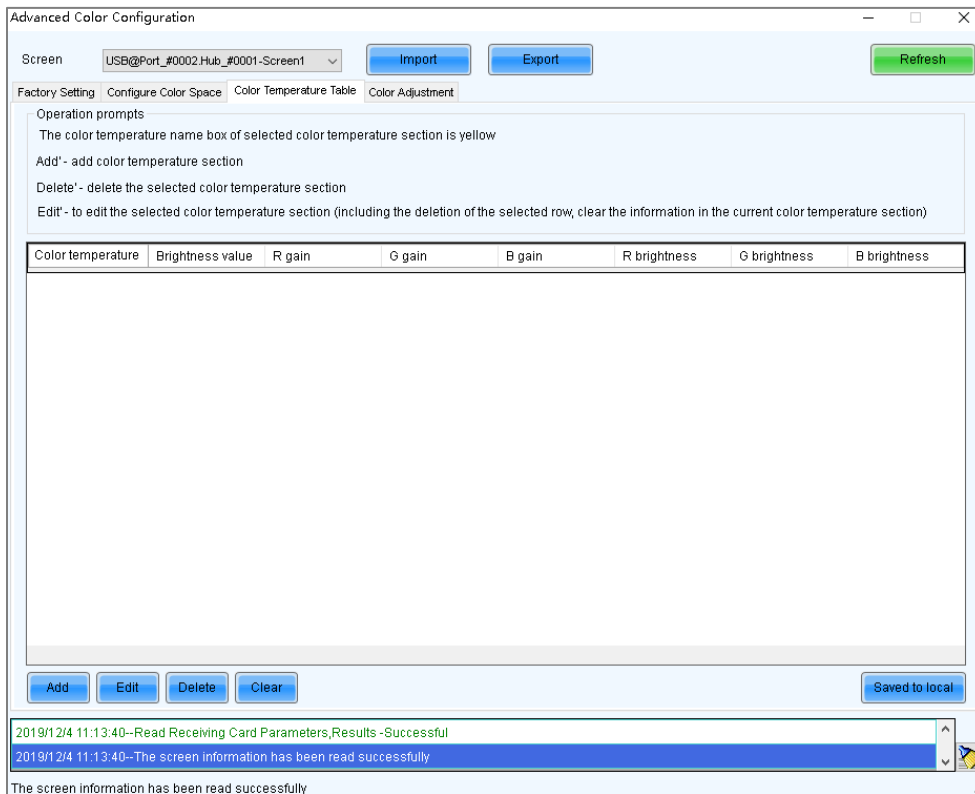 Advanced Color Configuration
Screen USB@Port_#0002.Hub_#0001-Screen1 Import Export Refresh
Factory Setting Configure Color Space Color Temperature Table Color Adjustment
Operation prompts
The color temperature name box of selected color temperature section is yellow
Add' - add color temperature section
Delete' - delete the selected color temperature section
Edit' - to edit the selected color temperature section (including the deletion of the selected row, clear the information in the current color temperature section)
Color temperature Brightness value R gain G gain B gain R brightness G brightness B brightness
Add Edit Delete Clear Saved to local
2019/12/4 11:13:40--Read Receiving Card Parameters,Results -Successful
2019/12/4 11:13:40--The screen information has been read successfully
The screen information has been read successfully